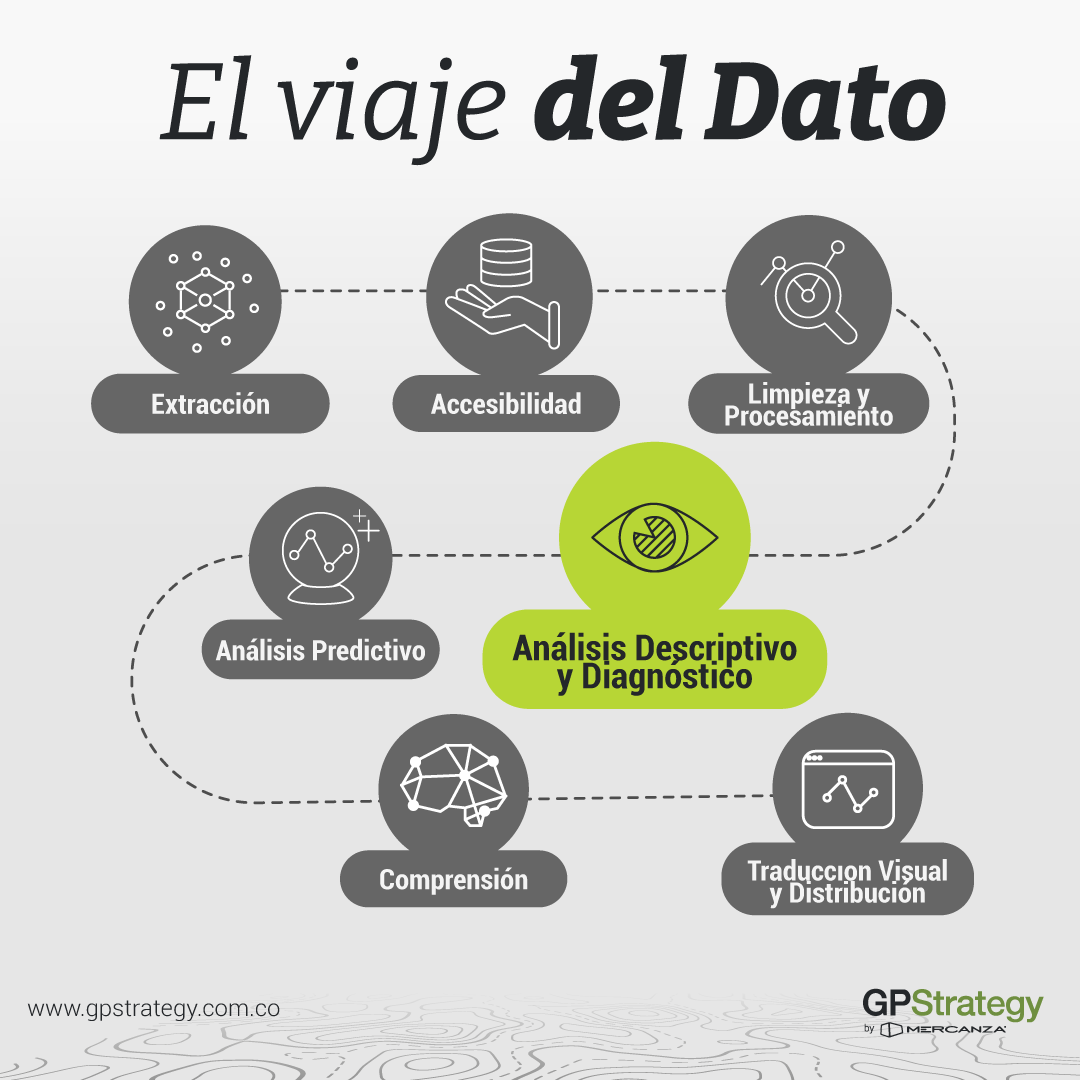 El viaje del Dato
Extracción
Accesibilidad
Limpieza y
Procesamiento
Análisis Descriptivo
y Diagnóstico
Análisis Predictivo
Comprensión
Traduccion Visual
y Distribución
www.gpstrategy.com.co
GPStrategy
by MERCANZA